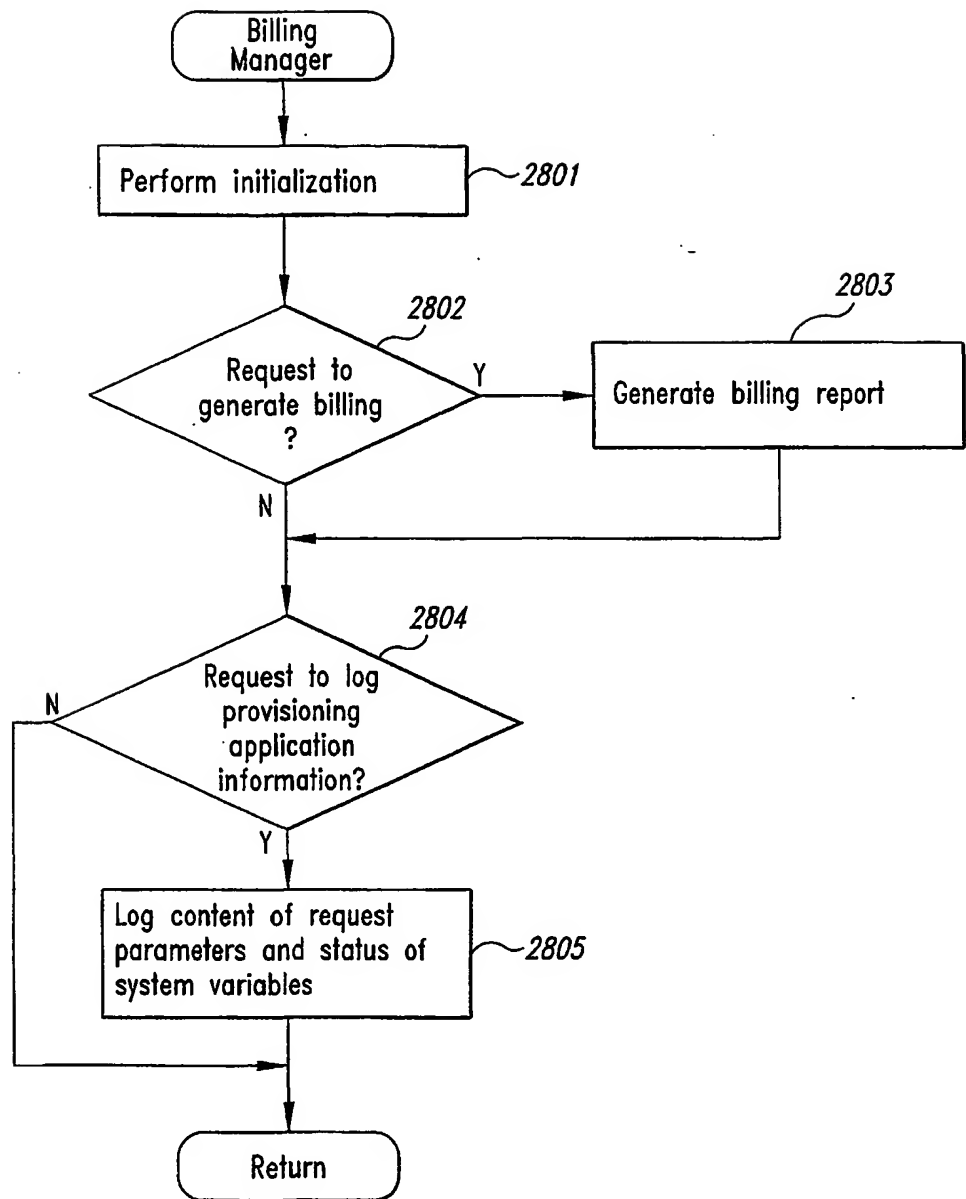 Billing
Manager
Perform initialization
2801
2802
Request to
generate billing
?
Y
N
2803
Generate billing report
2804
Request to log
provisioning
application
information?
N
Y
Log content of request
parameters and status of
system variables
2805
Return